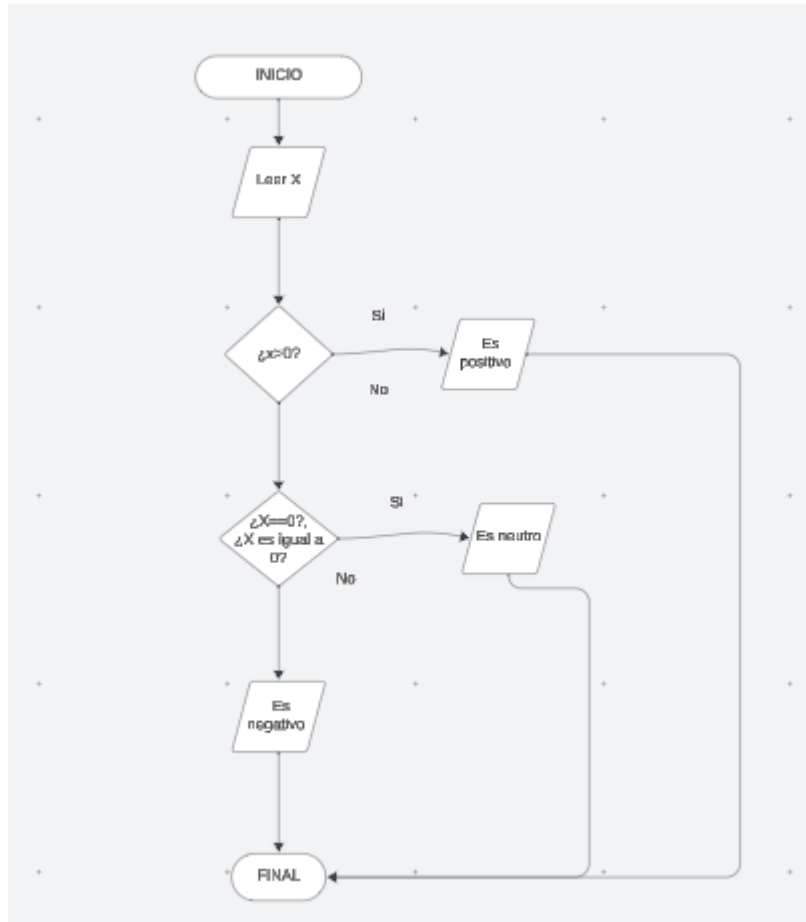 INICIO
Leer X
Si
¿x>0?
Es
positivo
No
Si
¿X==0?,
¿X es igual a
0?
Es neutro
No
Es
negativo
FINAL